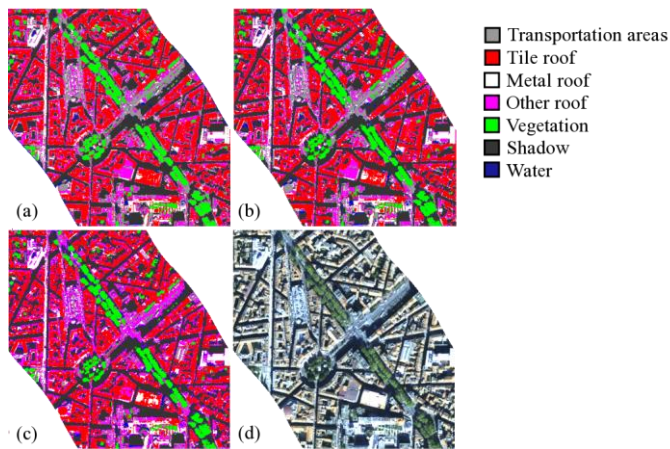 Transportation areas
Tile roof
Metal roof
Other roof
Vegetation
Shadow
Water
(a)
(b)
(c)
(d)